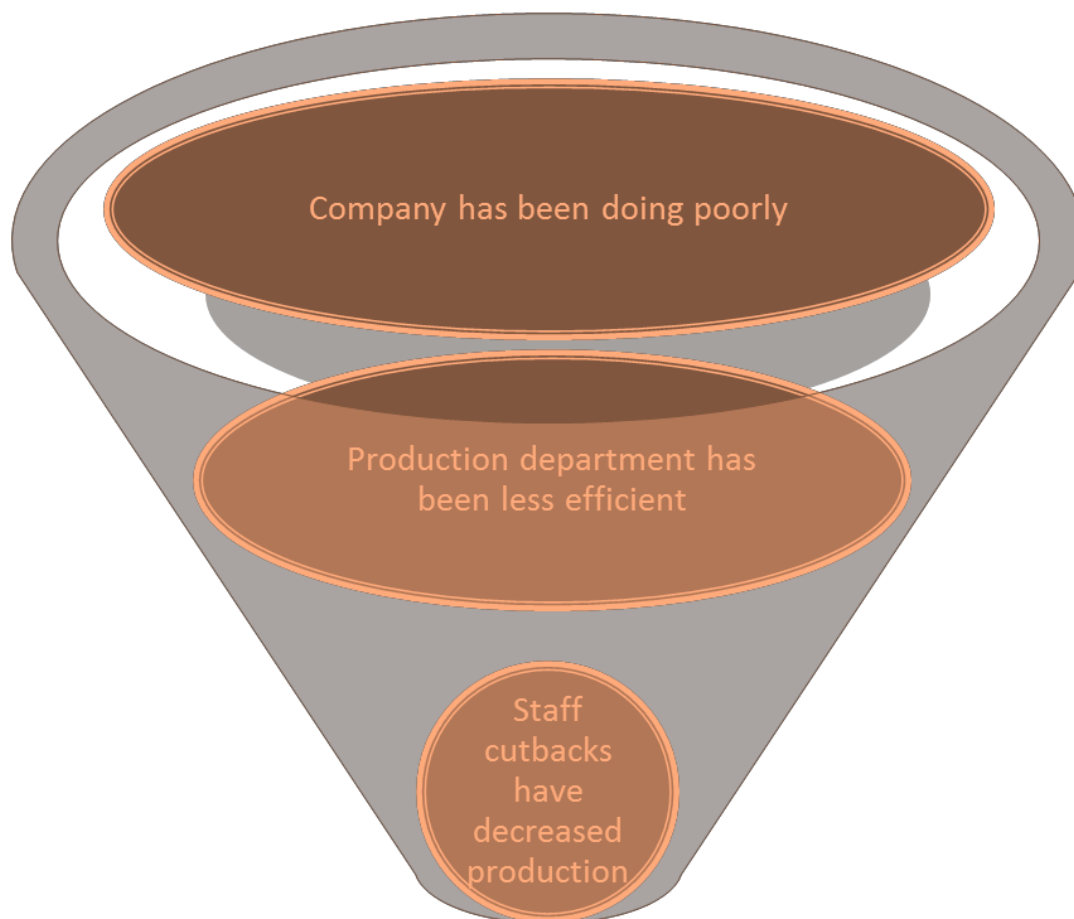 Company has been doing poorly
Production department has
been less efficient
Staff
cutbacks
have
decreased
production